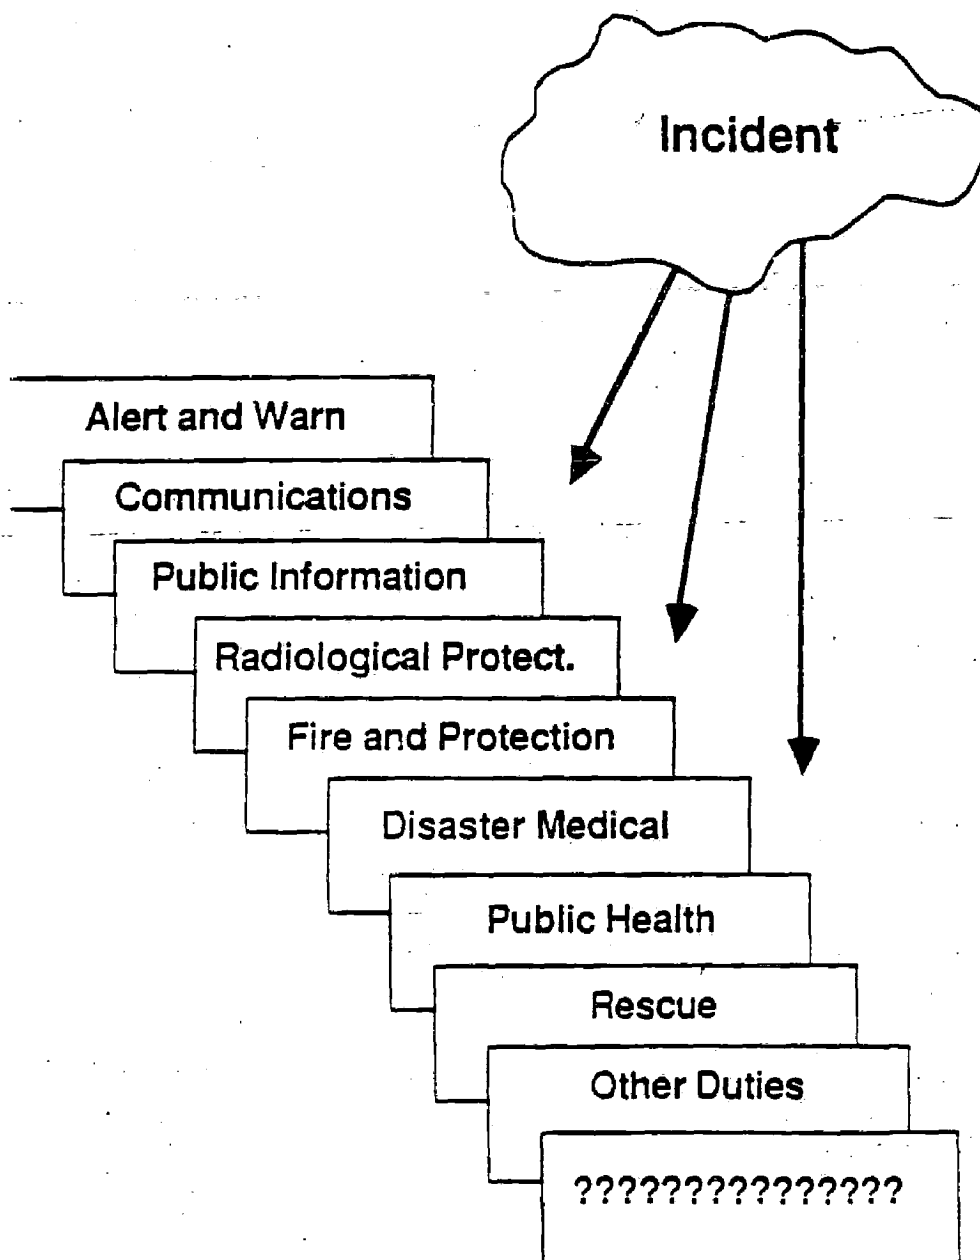 Incident
Alert and Warn
Communications
Public Information
Radiological Protect.
Fire and Protection
Disaster Medical
Public Health
Rescue
Other Duties
???????????????